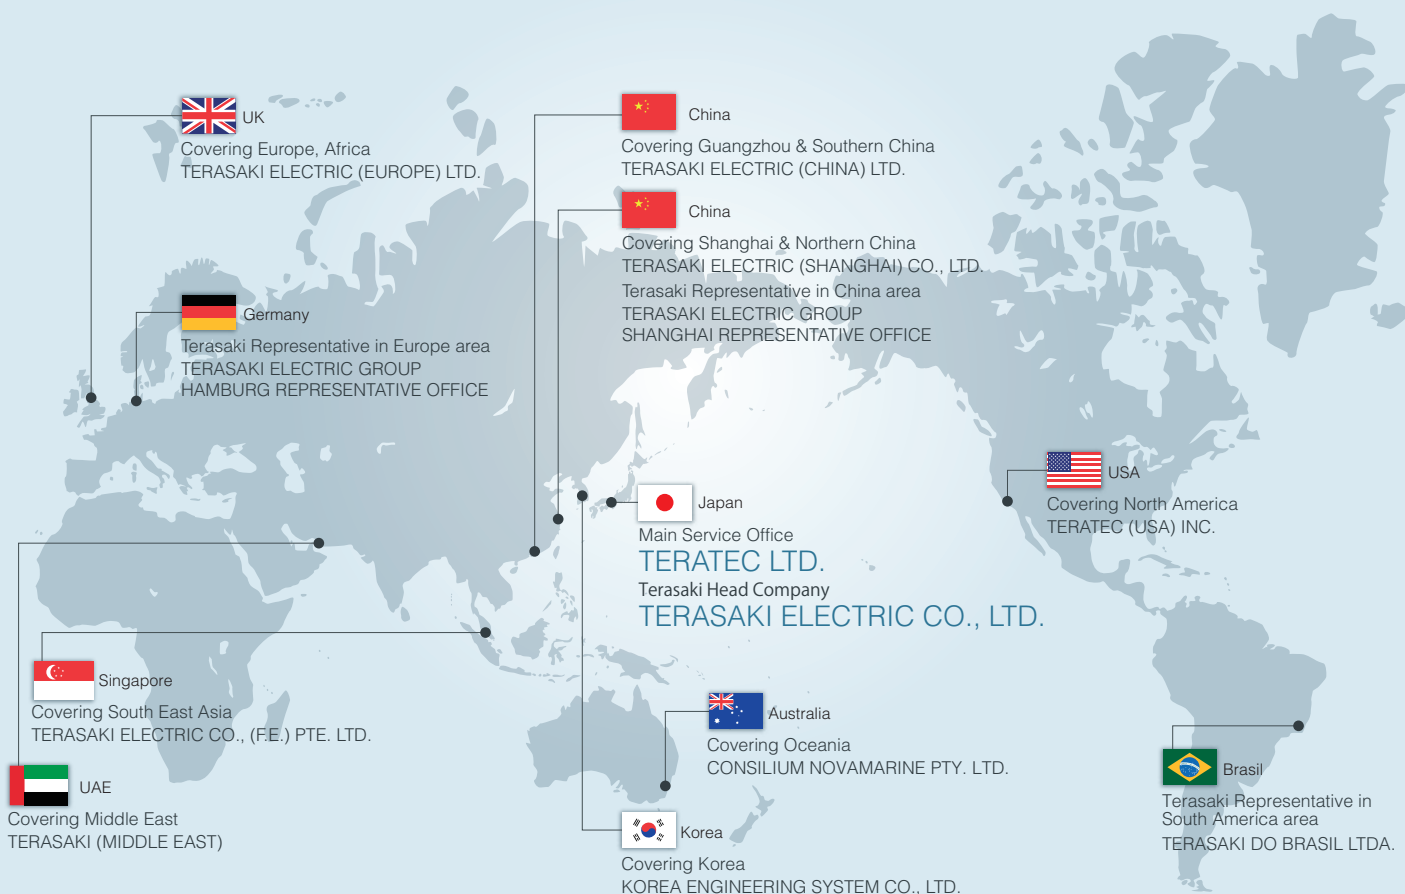 UK
Covering Europe, Africa
TERASAKI ELECTRIC (EUROPE) LTD.
China
Covering Guangzhou & Southern China
TERASAKI ELECTRIC (CHINA) LTD.
China
Covering Shanghai & Northern China
TERASAKI ELECTRIC (SHANGHAI) CO., LTD.
Terasaki Representative in China area
TERASAKI ELECTRIC GROUP
SHANGHAI REPRESENTATIVE OFFICE
Germany
Terasaki Representative in Europe area
TERASAKI ELECTRIC GROUP
HAMBURG REPRESENTATIVE OFFICE
USA
Covering North America
TERATEC (USA) INC.
Japan
Main Service Office
TERATEC LTD.
Terasaki Head Company
TERASAKI ELECTRIC CO., LTD.
Singapore
Covering South East Asia
TERASAKI ELECTRIC CO., (F.E.) PTE. LTD.
Australia
Covering Oceania
CONSILIUM NOVAMARINE PTY. LTD.
UAE
Covering Middle East
TERASAKI (MIDDLE EAST)
Brasil
Terasaki Representative in
South America area
TERASAKI DO BRASIL LTDA.
Korea
Covering Korea
KOREA ENGINEERING SYSTEM CO., LTD.